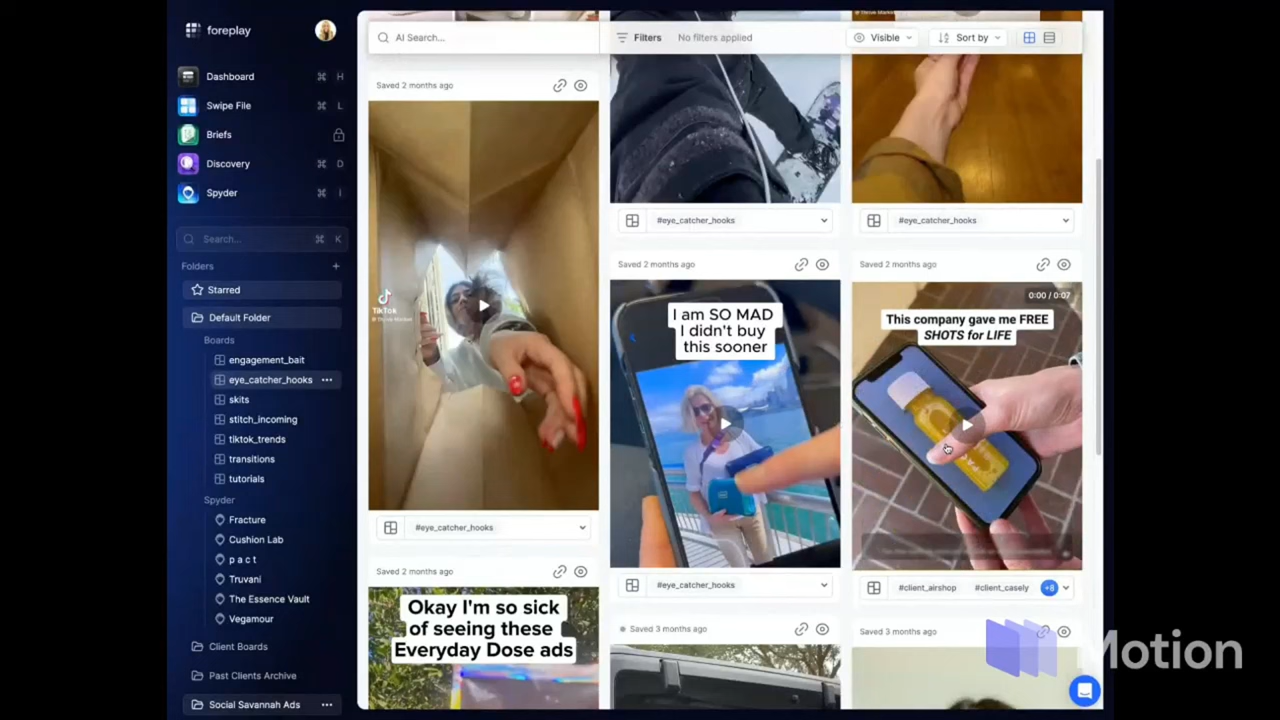 foreplay
Dashboard ⌘ H
Swipe File ⌘ L
Briefs
Discovery ⌘ D
Spyder ⌘ I
Search... ⌘ K
Folders +
Starred
Default Folder
Boards
engagement_bait
eye_catcher_hooks
skits
stitch_incoming
tiktok_trends
transitions
tutorials
Spyder
Fracture
Cushion Lab
p a c t
Truvani
The Essence Vault
Vegamour
Client Boards
Past Clients Archive
Social Savannah Ads
AI Search...
Filters
No filters applied
Visible
Sort by
Saved 2 months ago
TikTok
#eye_catcher_hooks
Saved 2 months ago
Okay I'm so sick
of seeing these
Everyday Dose ads
#eye_catcher_hooks
Saved 2 months ago
I am SO MAD
I didn't buy
this sooner
#eye_catcher_hooks
Saved 3 months ago
#eye_catcher_hooks
Saved 2 months ago
0:00 / 0:07
This company gave me FREE
SHOTS for LIFE
#client_airshop #client_casely +8
Saved 3 months ago
Motion